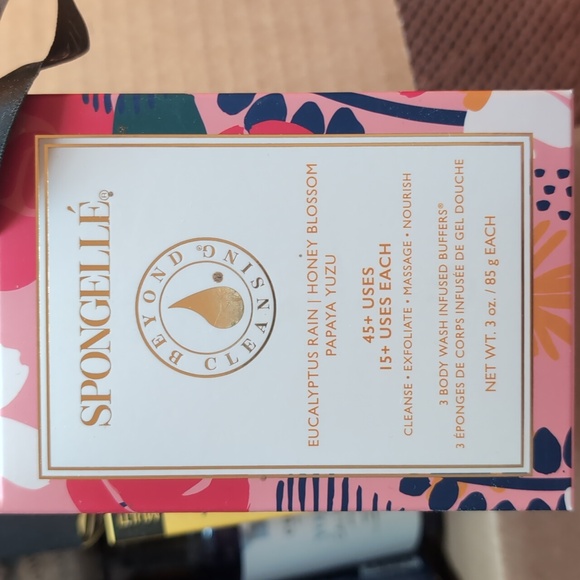 SPONGELLÉ®
BEYOND CLEANSING®
EUCALYPTUS RAIN | HONEY BLOSSOM
PAPAYA YUZU
45+ USES
15+ USES EACH
CLEANSE • EXFOLIATE • MASSAGE • NOURISH
3 BODY WASH INFUSED BUFFERS®
3 ÉPONGES DE CORPS INFUSÉE DE GEL DOUCHE
NET WT. 3 oz. / 85 g EACH